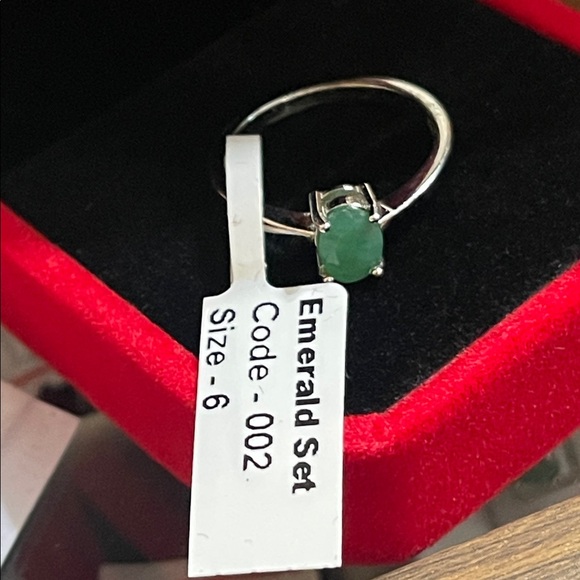 Emerald Set
Code - 002
Size - 6